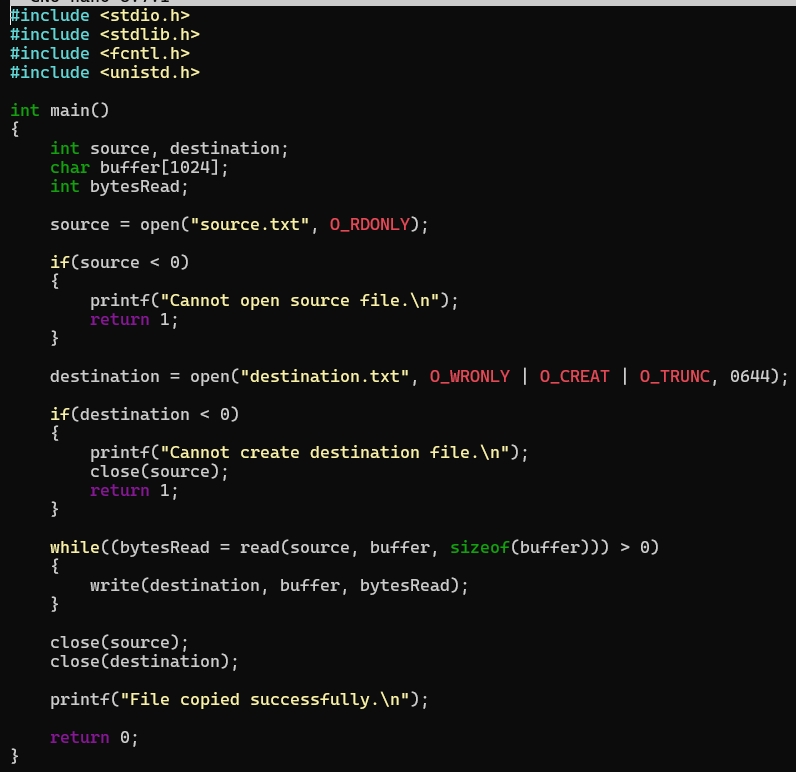 #include <stdio.h>
#include <stdlib.h>
#include <fcntl.h>
#include <unistd.h>

int main()
{
    int source, destination;
    char buffer[1024];
    int bytesRead;

    source = open("source.txt", O_RDONLY);

    if(source < 0)
    {
        printf("Cannot open source file.\n");
        return 1;
    }

    destination = open("destination.txt", O_WRONLY | O_CREAT | O_TRUNC, 0644);

    if(destination < 0)
    {
        printf("Cannot create destination file.\n");
        close(source);
        return 1;
    }

    while((bytesRead = read(source, buffer, sizeof(buffer))) > 0)
    {
        write(destination, buffer, bytesRead);
    }

    close(source);
    close(destination);

    printf("File copied successfully.\n");

    return 0;
}